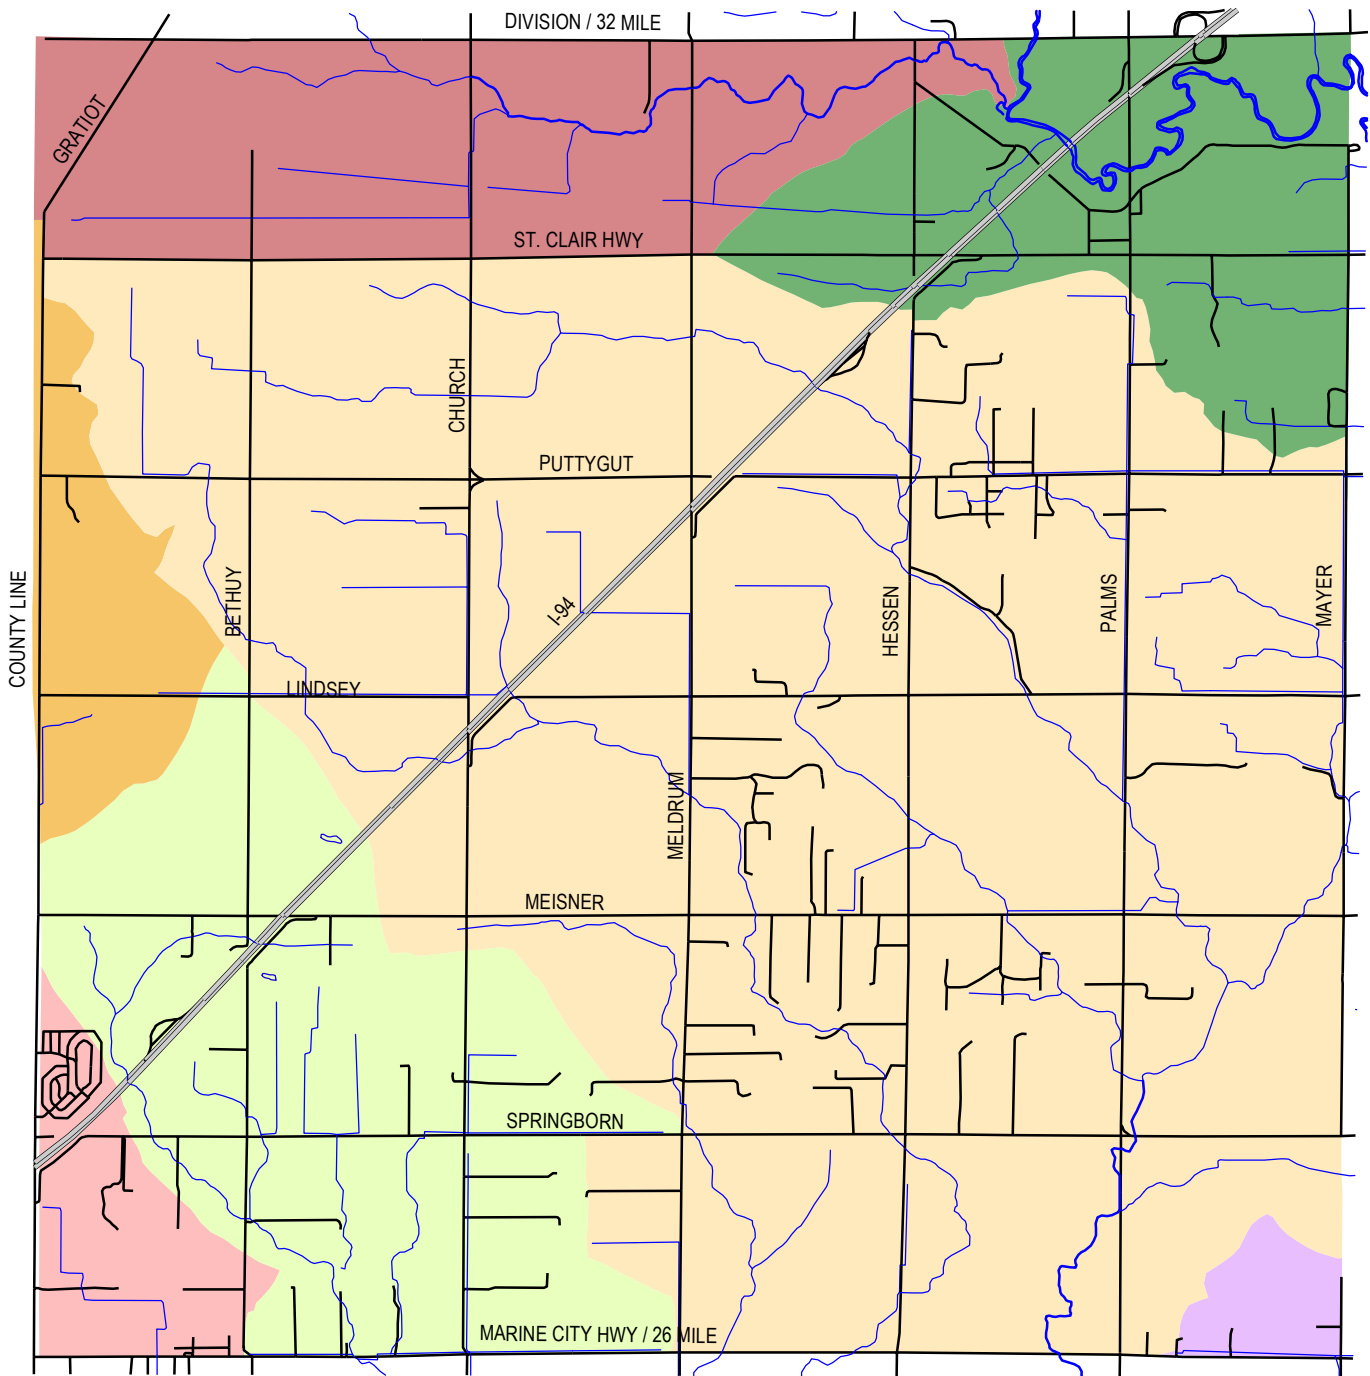 DIVISION / 32 MILE
GRATIOT
ST. CLAIR HWY
CHURCH
PUTTYGUT
COUNTY LINE
BETHUY
I-94
HESSEN
PALMS
MAYER
LINDSEY
MELDRUM
MEISNER
SPRINGBORN
MARINE CITY HWY / 26 MILE